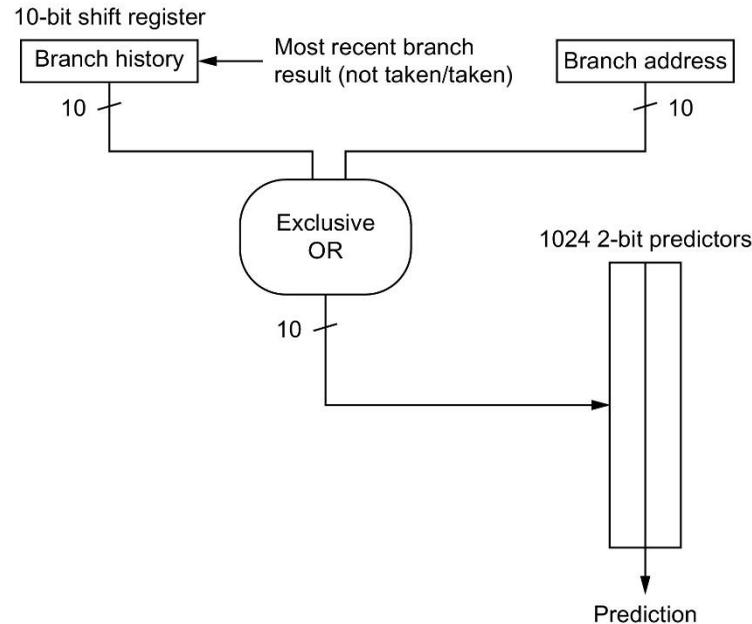 10-bit shift register
Branch history
Most recent branch
result (not taken/taken)
Branch address
10
10
Exclusive
OR
1024 2-bit predictors
10
Prediction